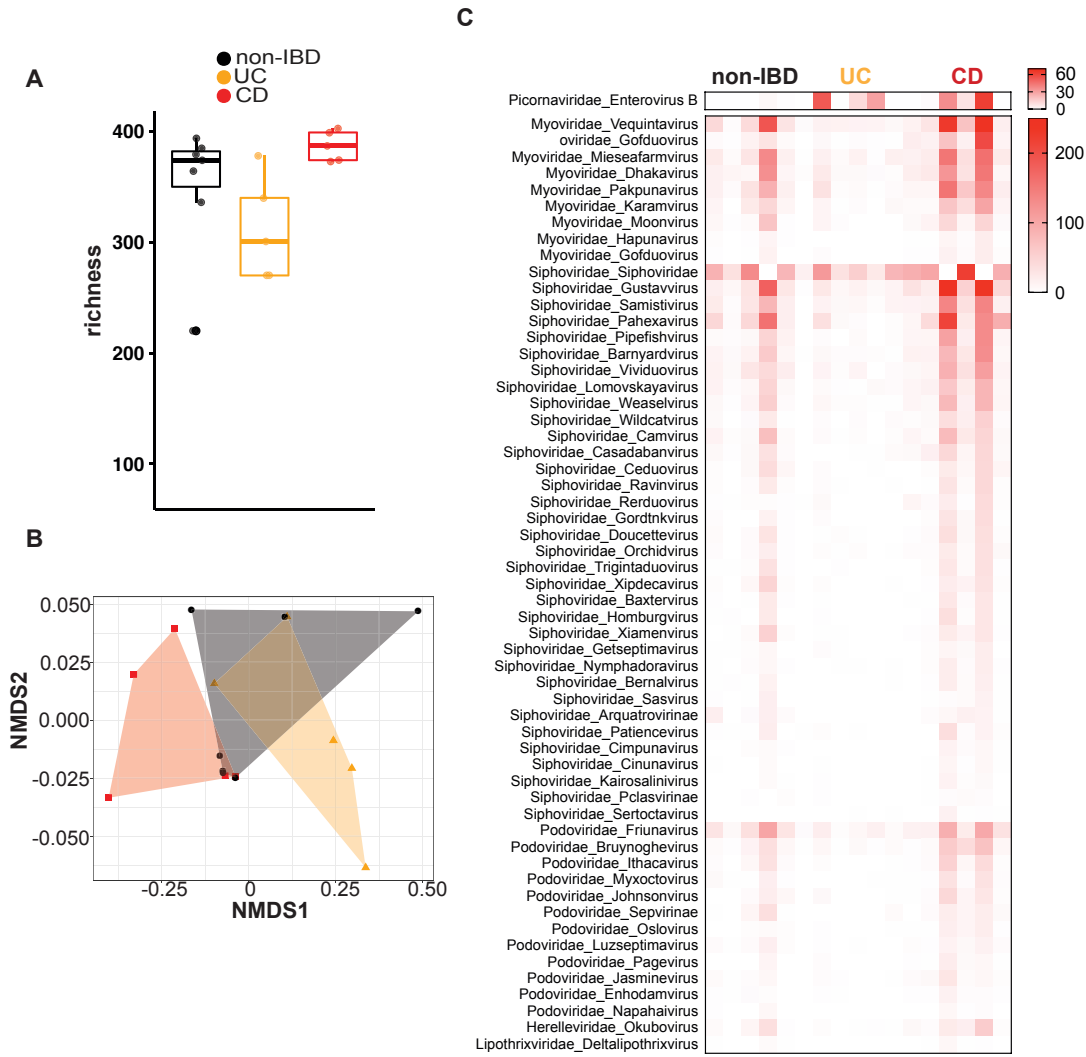 C
non-IBD
UC
CD
A
richness
400
300
200
100
B
NMDS2
0.050
0.025
0.000
-0.025
-0.050
-0.25
0
0.25
0.50
NMDS1
non-IBD UC CD
60
30
0
200
100
0
Picornaviridae_Enterovirus B
Myoviridae_Vequintavirus
oviridae_Gofduovirus
Myoviridae_Mieseafarmvirus
Myoviridae_Dhakavirus
Myoviridae_Pakpunavirus
Myoviridae_Karamvirus
Myoviridae_Moonvirus
Myoviridae_Hapunavirus
Myoviridae_Gofduovirus
Siphoviridae_Siphoviridae
Siphoviridae_Gustavvirus
Siphoviridae_Samistivirus
Siphoviridae_Pahexavirus
Siphoviridae_Pipefishvirus
Siphoviridae_Barnyardvirus
Siphoviridae_Vividuovirus
Siphoviridae_Lomovskayavirus
Siphoviridae_Weaselvirus
Siphoviridae_Wildcatvirus
Siphoviridae_Camvirus
Siphoviridae_Casadabanvirus
Siphoviridae_Ceduovirus
Siphoviridae_Ravinvirus
Siphoviridae_Rerduovirus
Siphoviridae_Gordtnkvirus
Siphoviridae_Doucettevirus
Siphoviridae_Orchidvirus
Siphoviridae_Trigintaduovirus
Siphoviridae_Xipdecavirus
Siphoviridae_Baxtervirus
Siphoviridae_Homburgvirus
Siphoviridae_Xiamenvirus
Siphoviridae_Getseptimavirus
Siphoviridae_Nymphadoravirus
Siphoviridae_Bernalvirus
Siphoviridae_Sasvirus
Siphoviridae_Arquatrovirinae
Siphoviridae_Patiencevirus
Siphoviridae_Cimpunavirus
Siphoviridae_Cinunavirus
Siphoviridae_Kairosalinivirus
Siphoviridae_Pclasvirinae
Siphoviridae_Sertoctavirus
Podoviridae_Friunavirus
Podoviridae_Bruynoghevirus
Podoviridae_Ithacavirus
Podoviridae_Myxoctovirus
Podoviridae_Johnsonvirus
Podoviridae_Sepvirinae
Podoviridae_Oslovirus
Podoviridae_Luzseptimavirus
Podoviridae_Pagevirus
Podoviridae_Jasminevirus
Podoviridae_Enhodamvirus
Podoviridae_Napahaivirus
Herelleviridae_Okubovirus
Lipothrixviridae_Deltalipothrixvirus